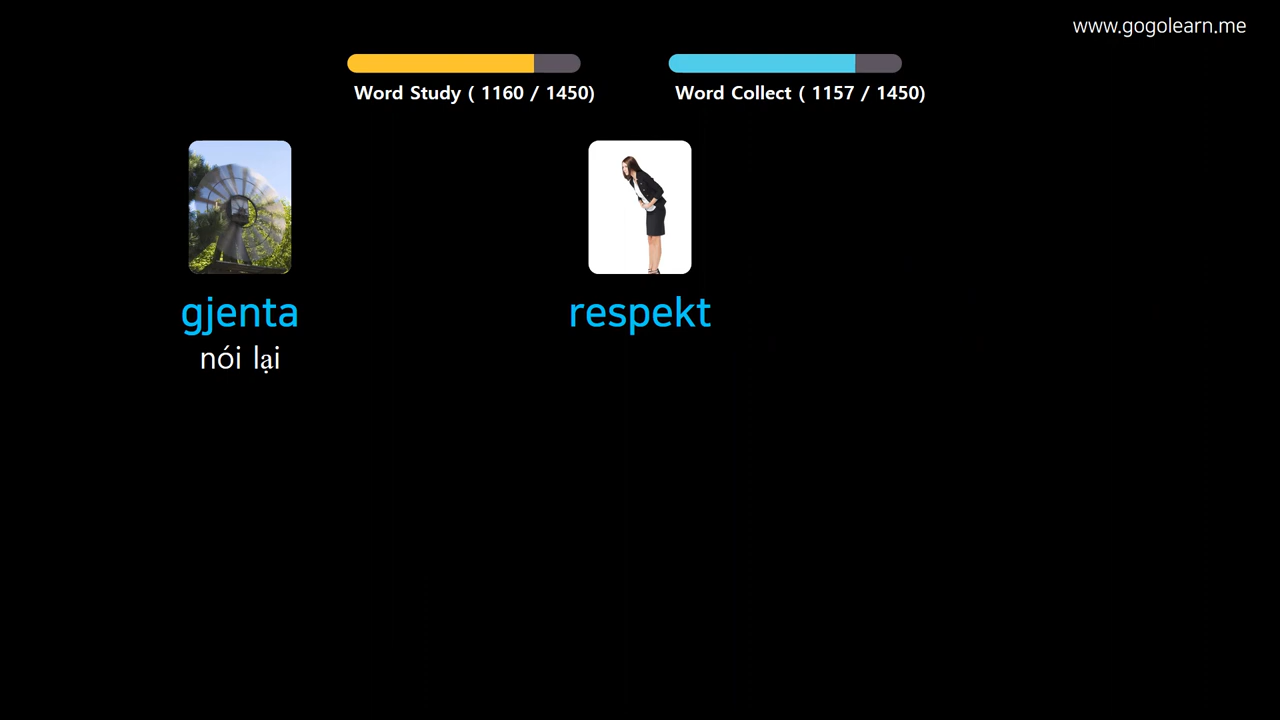 www.gogolearn.me
Word Study ( 1160 / 1450)
Word Collect ( 1157 / 1450)
gjenta
respekt
nói lại